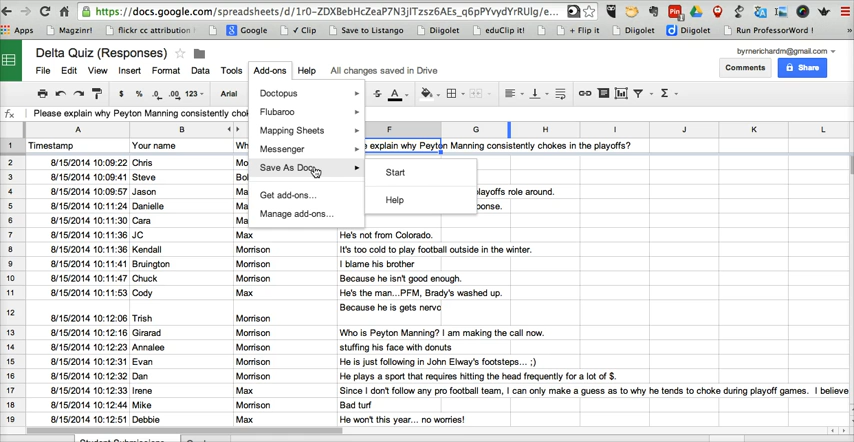 https://docs.google.com/spreadsheets/d/1r0-ZDXBebHcZeaP7N3jITzsz6AEs_q6pPYvydYrRUlg/e...
Apps Magzinr! Flickr cc attribution Google Clip Save to Listango Diigolet eduClip it! + Flip it Diigolet Diigolet Run ProfessorWord !
Delta Quiz (Responses)
byrnerichardm@gmail.com
File Edit View Insert Format Data Tools Add-ons Help All changes saved in Drive
Comments Share
$ % .0 .00 123 Arial
Doctopus
Flubaroo
Mapping Sheets
Messenger
Save As Doc
Get add-ons...
Manage add-ons...
Start
Help
fx Please explain why Peyton Manning consistently chok
A B F G H I J K L
1 Timestamp Your name Wh e explain why Peyton Manning consistently chokes in the playoffs?
2 8/15/2014 10:09:22 Chris Mo
3 8/15/2014 10:09:41 Steve Bo
4 8/15/2014 10:09:57 Jason Ma playoffs role around.
5 8/15/2014 10:11:24 Danielle Ma ponse.
6 8/15/2014 10:11:30 Cara Ma
7 8/15/2014 10:11:36 JC Max He's not from Colorado.
8 8/15/2014 10:11:36 Kendall Morrison It's too cold to play football outside in the winter.
9 8/15/2014 10:11:41 Bruington Morrison I blame his brother
10 8/15/2014 10:11:47 Chuck Morrison Because he isn't good enough.
11 8/15/2014 10:11:53 Cody Max He's the man...PFM, Brady's washed up.
12 8/15/2014 10:12:06 Trish Morrison Because he is gets nervo
13 8/15/2014 10:12:16 Girarad Morrison Who is Peyton Manning? I am making the call now.
14 8/15/2014 10:12:23 Annalee Morrison stuffing his face with donuts
15 8/15/2014 10:12:31 Evan Morrison He is just following in John Elway's footsteps... ;)
16 8/15/2014 10:12:32 Dan Morrison He plays a sport that requires hitting the head frequently for a lot of $.
17 8/15/2014 10:12:33 Irene Max Since I don't follow any pro football team, I can only make a guess as to why he tends to choke during playoff games. I believe
18 8/15/2014 10:12:44 Mike Morrison Bad turf
19 8/15/2014 10:12:51 Debbie Max He won't this year... no worries!
Student Submissions